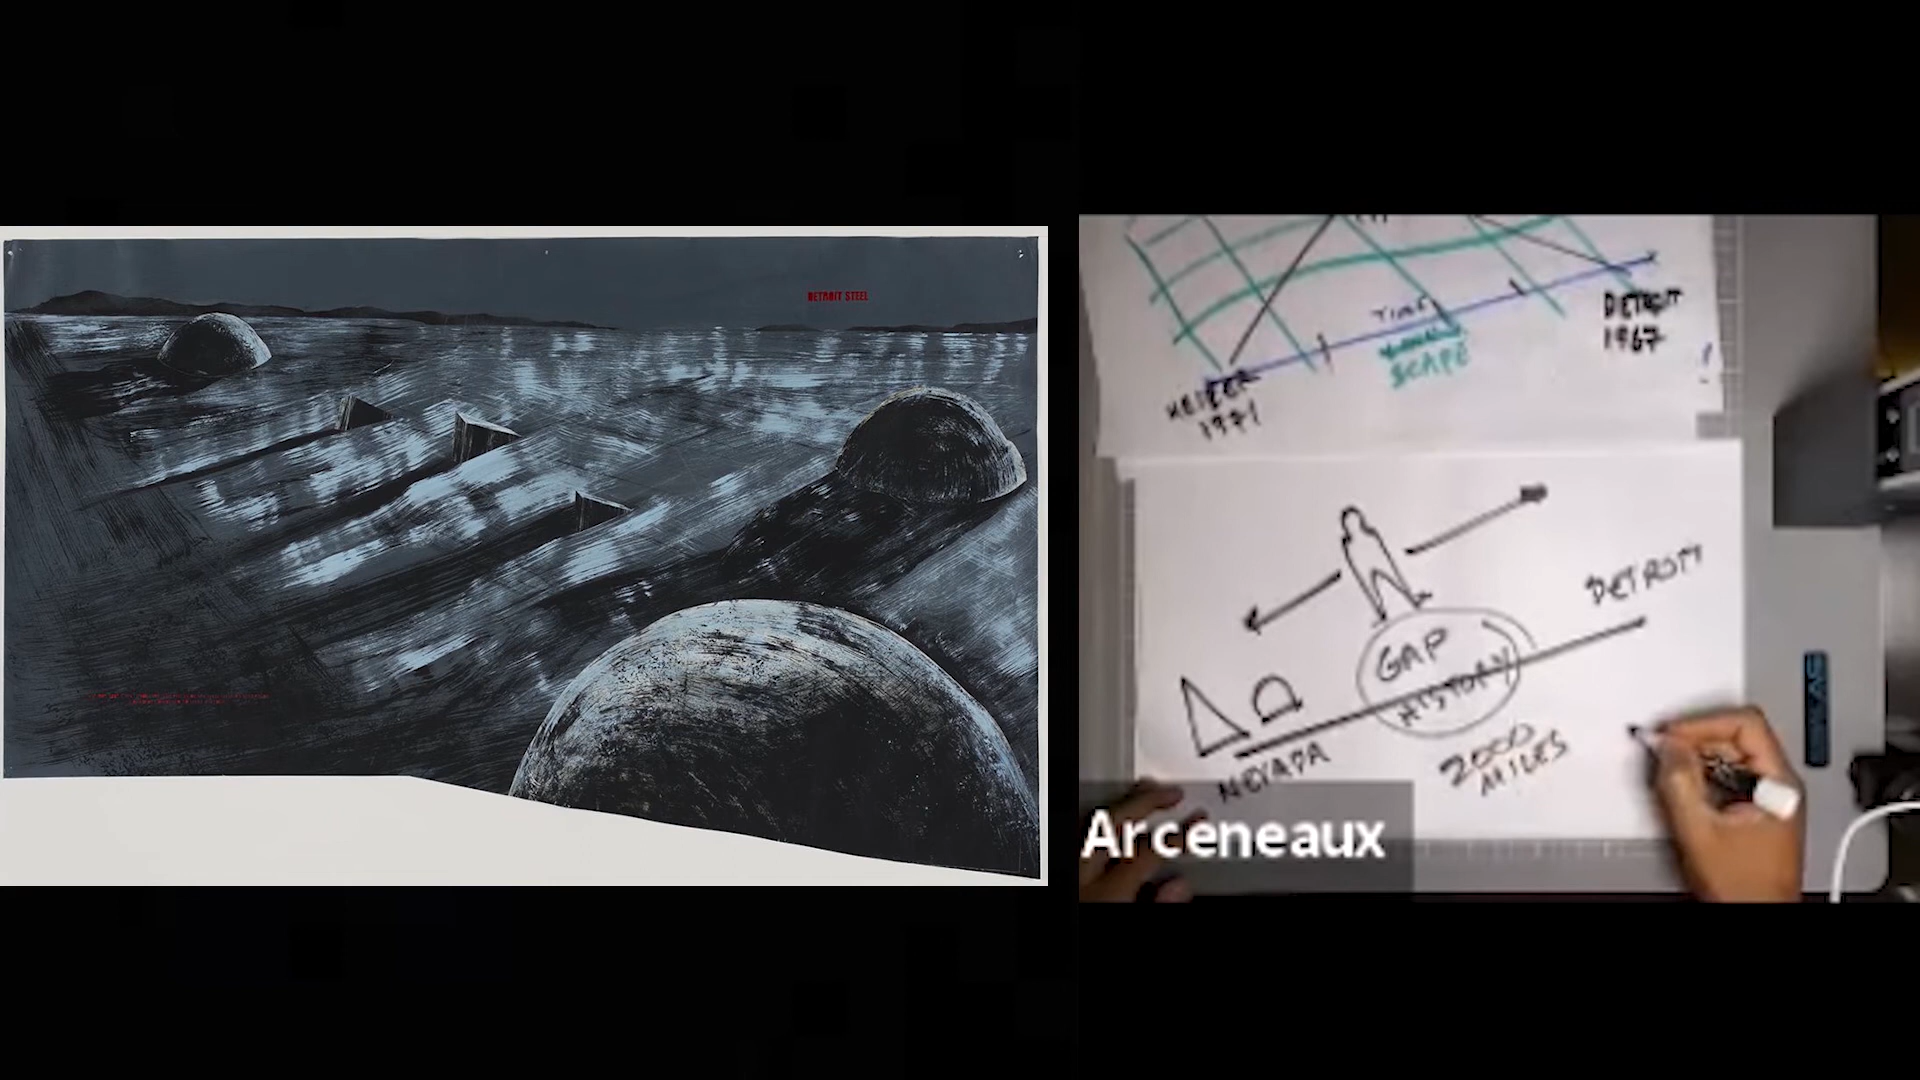 DETROIT STEEL
TIME
SCAPE
DETROIT
1967
HEIZER
1971
DETROIT
GAP
HISTORY
NEVADA
2000
MILES
Arceneaux